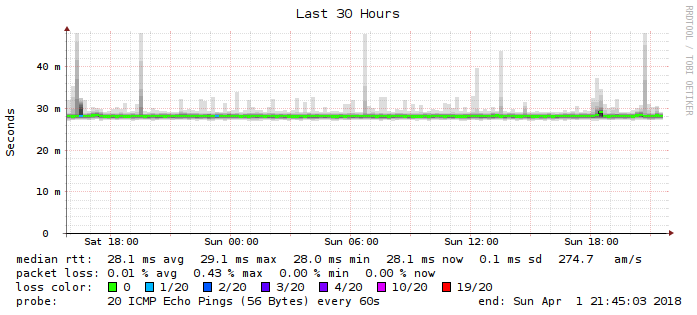 Last 30 Hours
RRDTOOL / TOBI OETIKER
Seconds
40 m
30 m
20 m
10 m
0
Sat 18:00 Sun 00:00 Sun 06:00 Sun 12:00 Sun 18:00
median rtt: 28.1 ms avg 29.1 ms max 28.0 ms min 28.1 ms now 0.1 ms sd 274.7 am/s
packet loss: 0.01 % avg 0.43 % max 0.00 % min 0.00 % now
loss color: 0 1/20 2/20 3/20 4/20 10/20 19/20
probe: 20 ICMP Echo Pings (56 Bytes) every 60s end: Sun Apr 1 21:45:03 2018